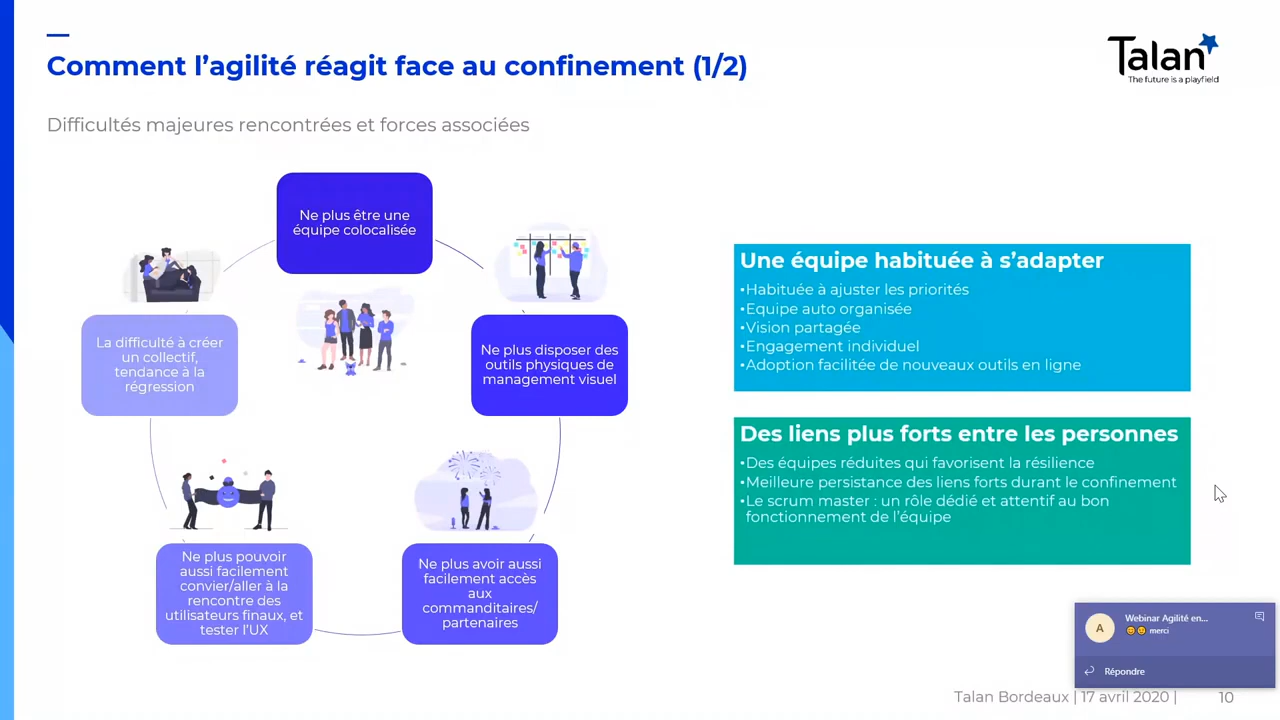 Comment l’agilité réagit face au confinement (1/2)
Talan
The future is a playfield
Difficultés majeures rencontrées et forces associées
Ne plus être une
équipe colocalisée
Ne plus disposer des
outils physiques de
management visuel
Ne plus avoir aussi
facilement accès
aux
commanditaires/
partenaires
Ne plus pouvoir
aussi facilement
convier/aller à la
rencontre des
utilisateurs finaux, et
tester l’UX
La difficulté à créer
un collectif,
tendance à la
régression
Une équipe habituée à s’adapter
•Habituée à ajuster les priorités
•Equipe auto organisée
•Vision partagée
•Engagement individuel
•Adoption facilitée de nouveaux outils en ligne
Des liens plus forts entre les personnes
•Des équipes réduites qui favorisent la résilience
•Meilleure persistance des liens forts durant le confinement
•Le scrum master : un rôle dédié et attentif au bon
fonctionnement de l’équipe
A
Webinar Agilité en...
merci
Répondre
Talan Bordeaux | 17 avril 2020 |
10